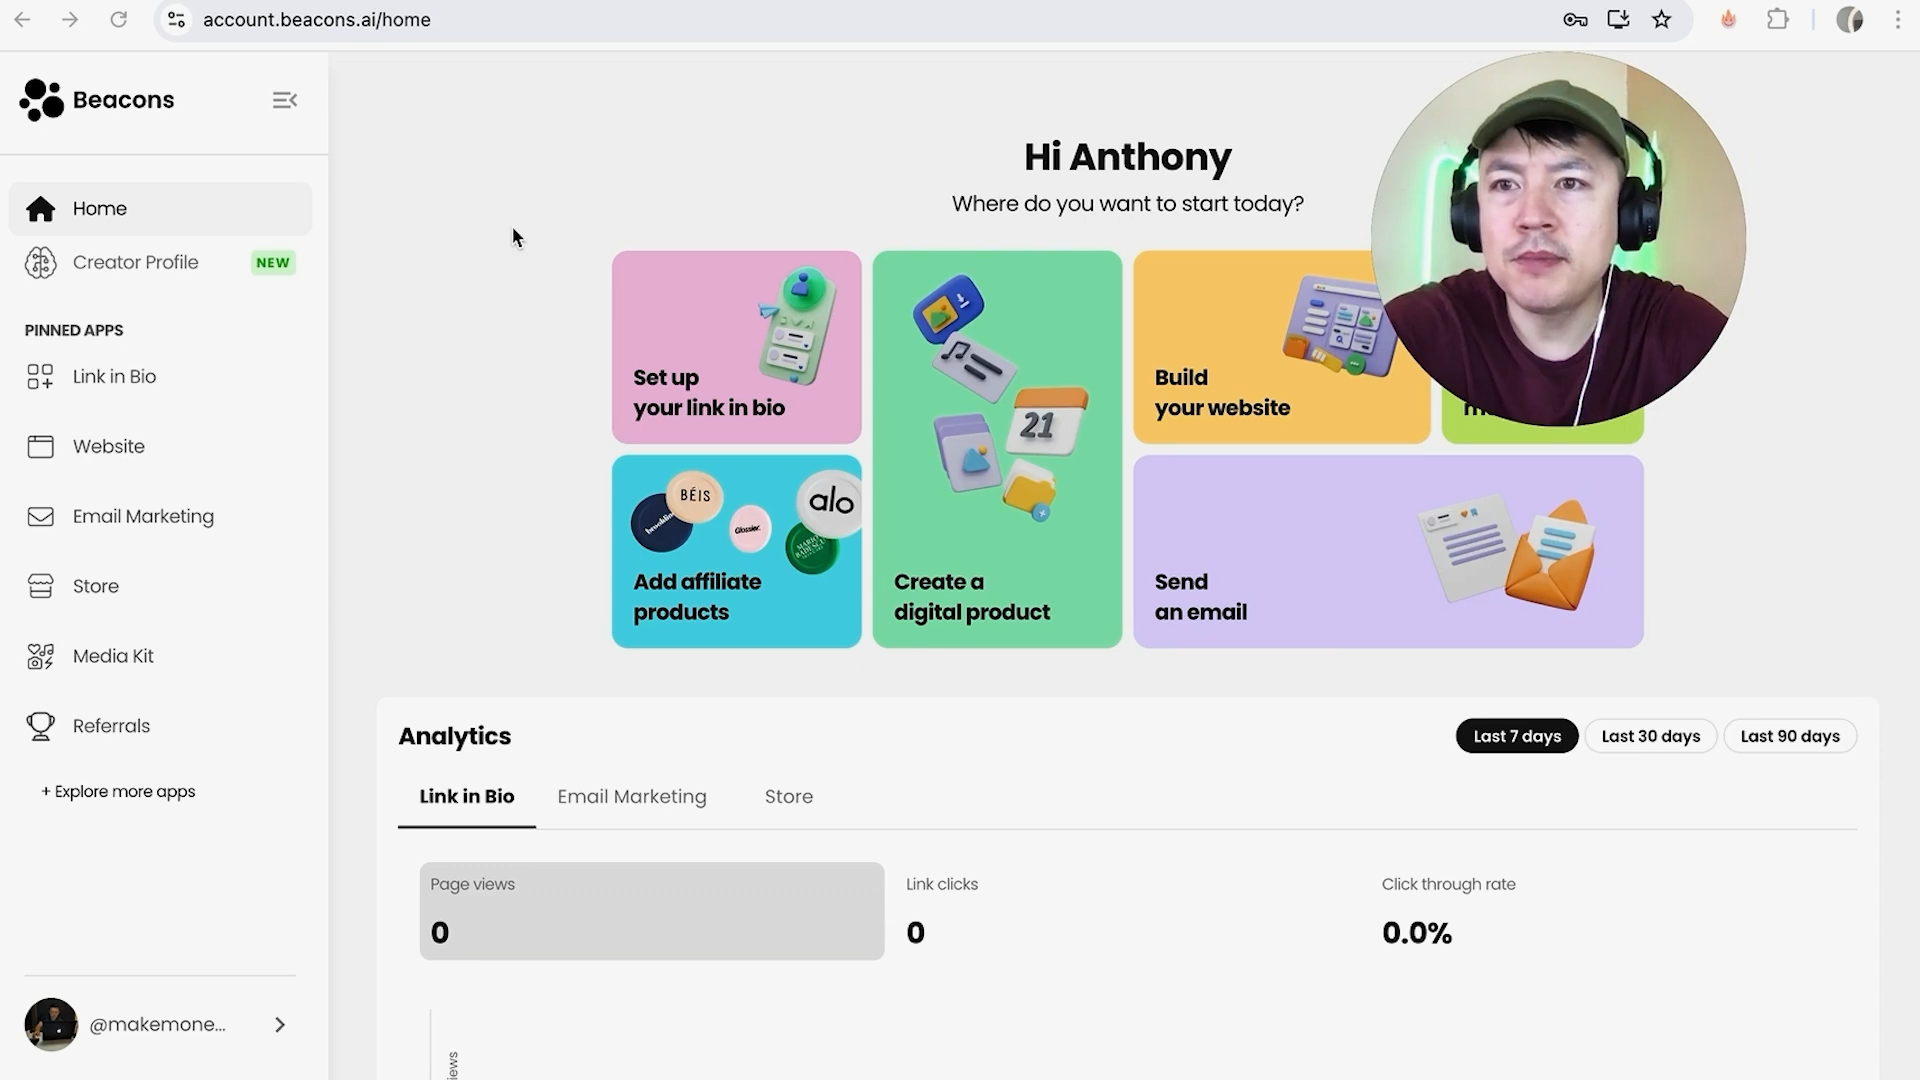 account.beacons.ai/home
Beacons
Home
Creator Profile
NEW
PINNED APPS
Link in Bio
Website
Email Marketing
Store
Media Kit
Referrals
+ Explore more apps
@makemone...
Hi Anthony
Where do you want to start today?
Set up
your link in bio
21
Create a
digital product
Build
your website
BÉIS
alo
Glossier.
Add affiliate
products
Send
an email
Analytics
Last 7 days
Last 30 days
Last 90 days
Link in Bio
Email Marketing
Store
Page views
0
Link clicks
0
Click through rate
0.0%